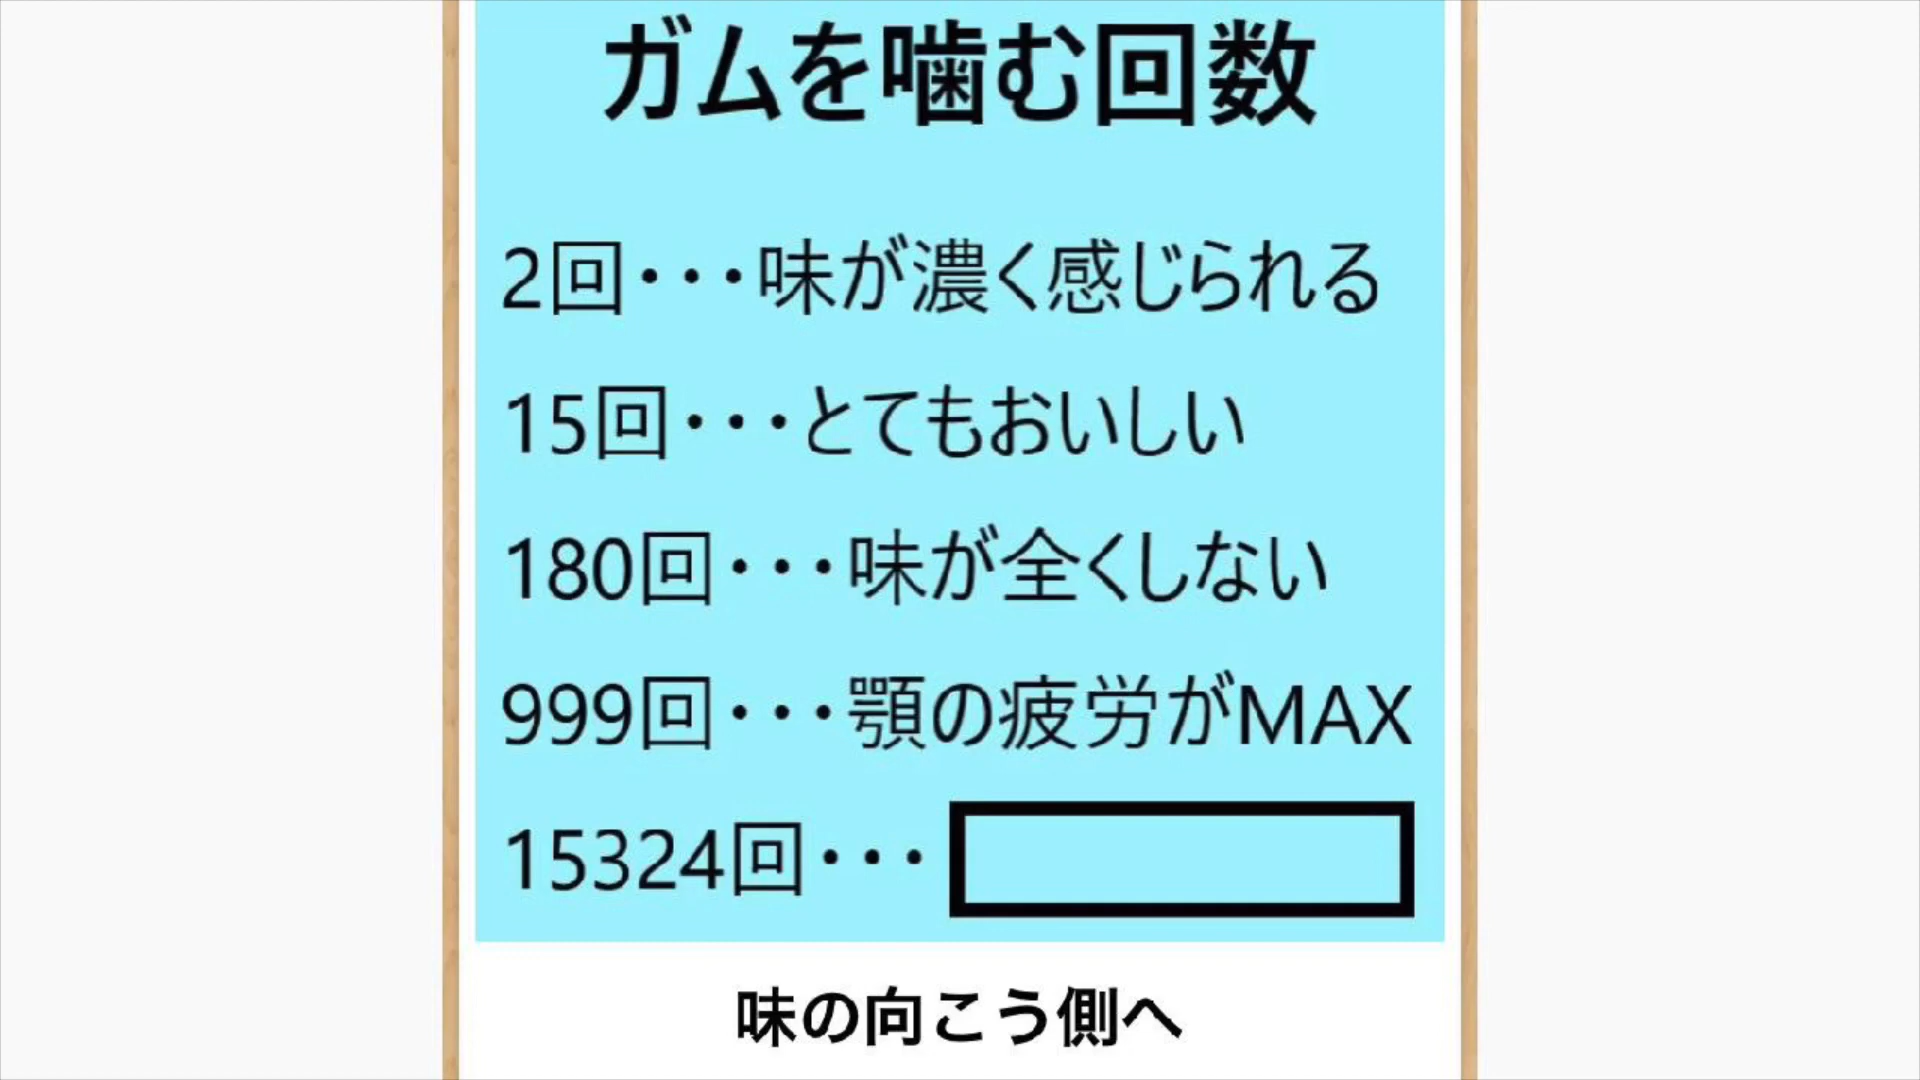 ガムを噛む回数
2回・・・味が濃く感じられる
15回・・・とてもおいしい
180回・・・味が全くしない
999回・・・顎の疲労がMAX
15324回・・・
味の向こう側へ